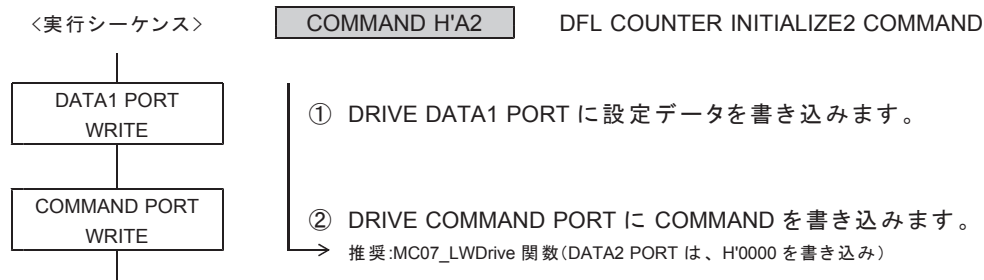 <実行シーケンス>
COMMAND H'A2 DFL COUNTER INITIALIZE2 COMMAND
DATA1 PORT
WRITE
① DRIVE DATA1 PORT に設定データを書き込みます。
COMMAND PORT
WRITE
② DRIVE COMMAND PORT に COMMAND を書き込みます。
推奨:MC07_LWDrive 関数(DATA2 PORT は、H'0000 を書き込み)